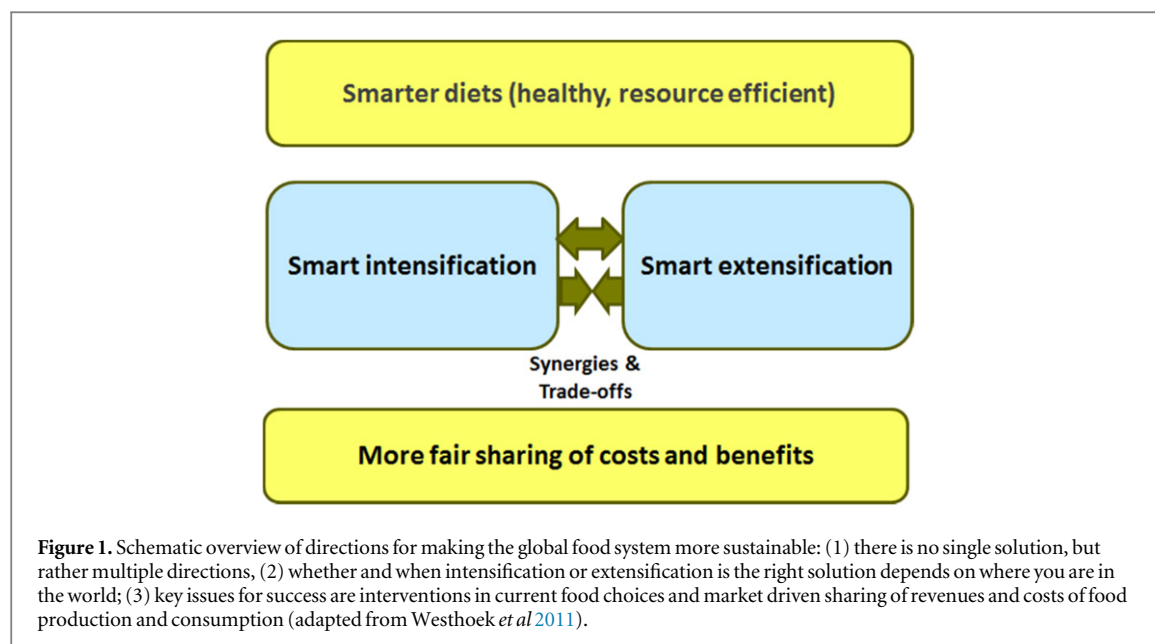 Smarter diets (healthy, resource efficient)
Smart intensification
Smart extensification
Synergies &
Trade-offs
More fair sharing of costs and benefits
Figure 1. Schematic overview of directions for making the global food system more sustainable: (1) there is no single solution, but
rather multiple directions, (2) whether and when intensification or extensification is the right solution depends on where you are in
the world; (3) key issues for success are interventions in current food choices and market driven sharing of revenues and costs of food
production and consumption (adapted from Westhoek et al 2011).